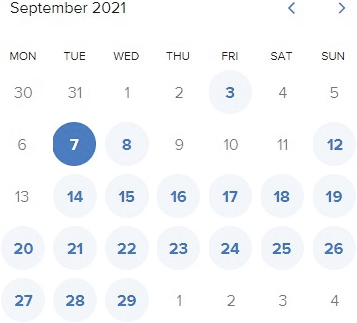 September 2021
MON TUE WED THU FRI SAT SUN
30 31 1 2 3 4 5
6 7 8 9 10 11 12
13 14 15 16 17 18 19
20 21 22 23 24 25 26
27 28 29 1 2 3 4